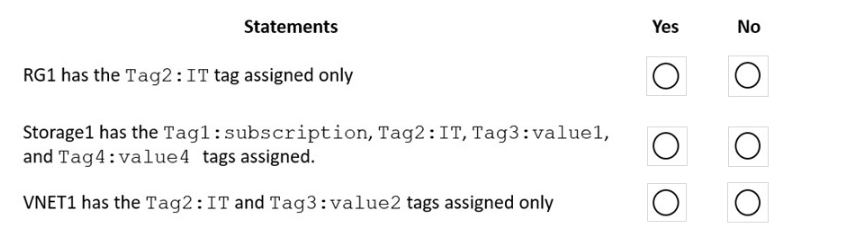 Statements Yes No
RG1 has the Tag2:IT tag assigned only
Storage1 has the Tag1:subscription, Tag2:IT, Tag3:value1,
and Tag4:value4 tags assigned.
VNET1 has the Tag2:IT and Tag3:value2 tags assigned only